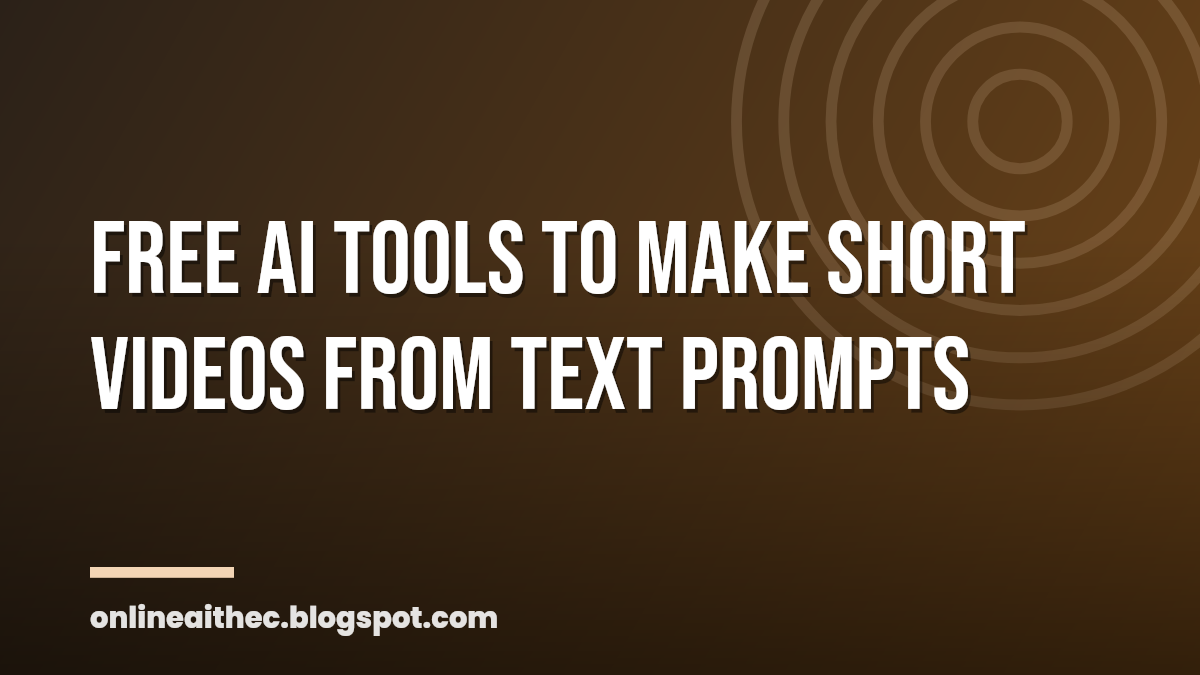 FREE AI TOOLS TO MAKE SHORT
VIDEOS FROM TEXT PROMPTS
onlineaithec.blogspot.com